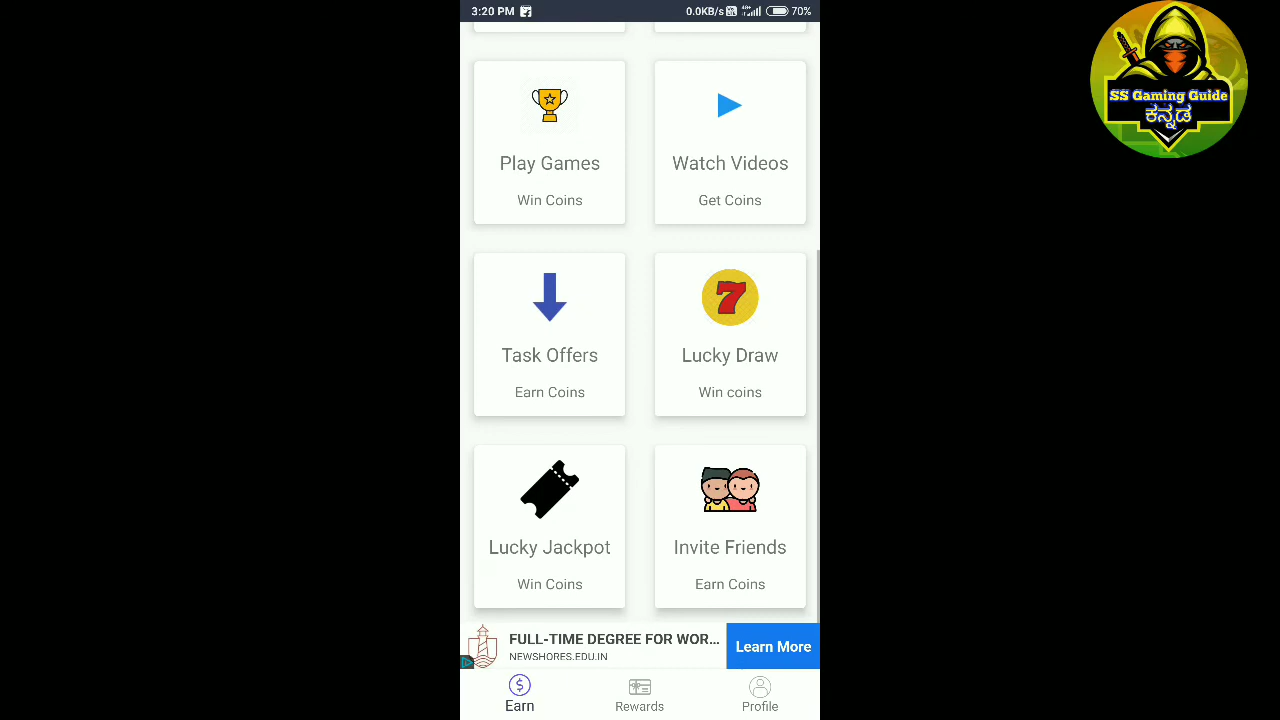 3:20 PM
0.0KB/s
70%
SS Gaming Guide
ಕನ್ನಡ
Play Games
Win Coins
Watch Videos
Get Coins
Task Offers
Earn Coins
7
Lucky Draw
Win coins
Lucky Jackpot
Win Coins
Invite Friends
Earn Coins
FULL-TIME DEGREE FOR WOR...
NEWSHORES.EDU.IN
Learn More
Earn
Rewards
Profile